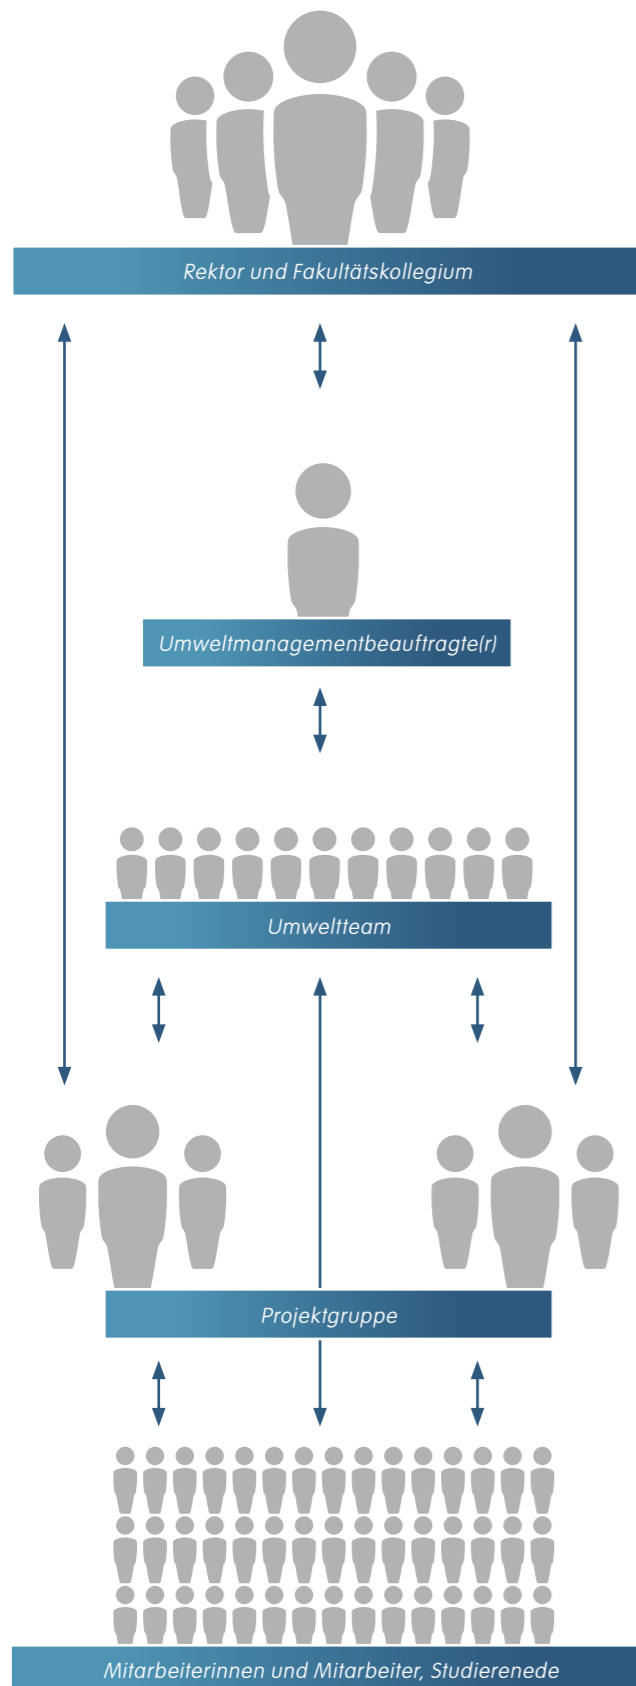 Rektor und Fakultätskollegium
Umweltmanagementbeauftragte(r)
Umweltteam
Projektgruppe
Mitarbeiterinnen und Mitarbeiter, Studierenede